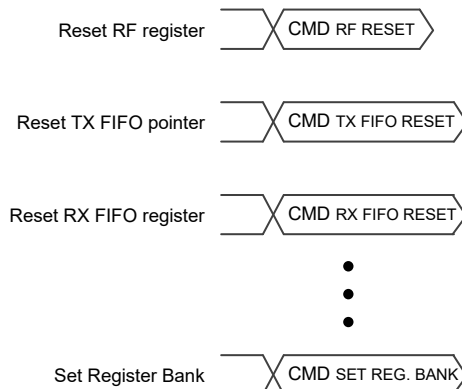 Reset RF register CMD RF RESET
Reset TX FIFO pointer CMD TX FIFO RESET
Reset RX FIFO register CMD RX FIFO RESET
Set Register Bank CMD SET REG. BANK